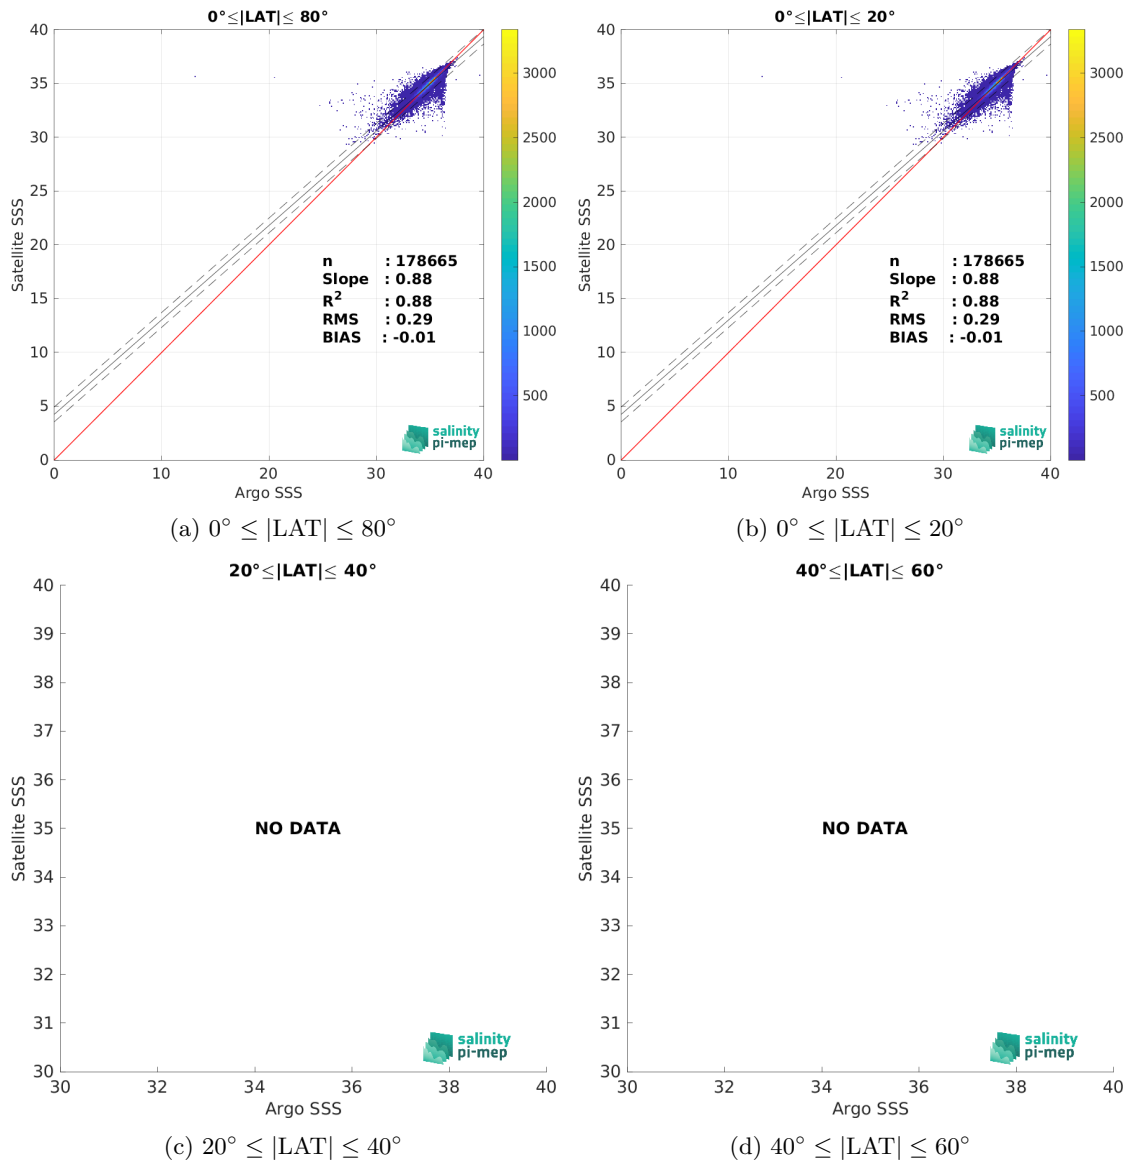 0°≤|LAT|≤ 80°
40
35
30
25
20
15
10
5
0
Satellite SSS
0
10
20
30
40
Argo SSS
3000
2500
2000
1500
1000
500
n : 178665
Slope : 0.88
R² : 0.88
RMS : 0.29
BIAS : -0.01
salinity
pi-mep
(a) 0° ≤ |LAT| ≤ 80°
0°≤|LAT|≤ 20°
40
35
30
25
20
15
10
5
0
Satellite SSS
0
10
20
30
40
Argo SSS
3000
2500
2000
1500
1000
500
n : 178665
Slope : 0.88
R² : 0.88
RMS : 0.29
BIAS : -0.01
salinity
pi-mep
(b) 0° ≤ |LAT| ≤ 20°
20°≤|LAT|≤ 40°
40
39
38
37
36
35
34
33
32
31
30
Satellite SSS
NO DATA
salinity
pi-mep
30
32
34
36
38
40
Argo SSS
(c) 20° ≤ |LAT| ≤ 40°
40°≤|LAT|≤ 60°
40
39
38
37
36
35
34
33
32
31
30
Satellite SSS
NO DATA
salinity
pi-mep
30
32
34
36
38
40
Argo SSS
(d) 40° ≤ |LAT| ≤ 60°